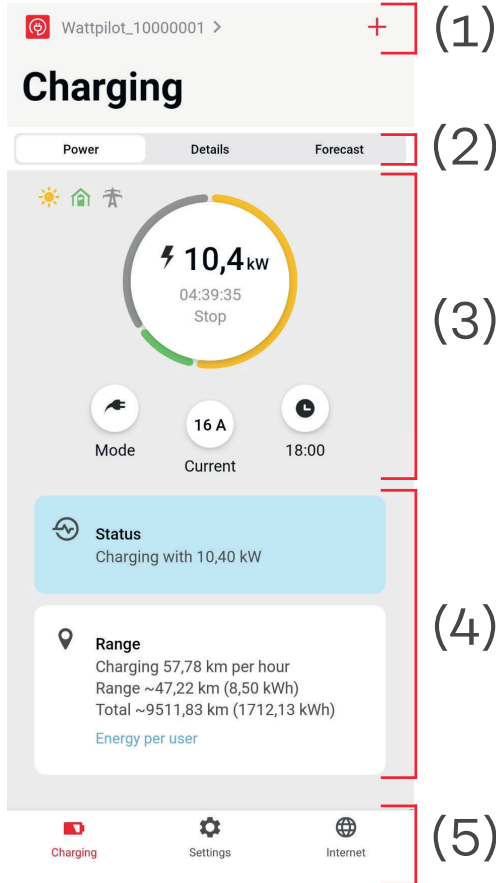 Wattpilot_10000001 >
(1)
Charging
Power Details Forecast
(2)
10,4 kW
04:39:35
Stop
(3)
Mode
16 A
Current
18:00
Status
Charging with 10,40 kW
Range
Charging 57,78 km per hour
Range ~47,22 km (8,50 kWh)
Total ~9511,83 km (1712,13 kWh)
Energy per user
(4)
Charging Settings Internet
(5)